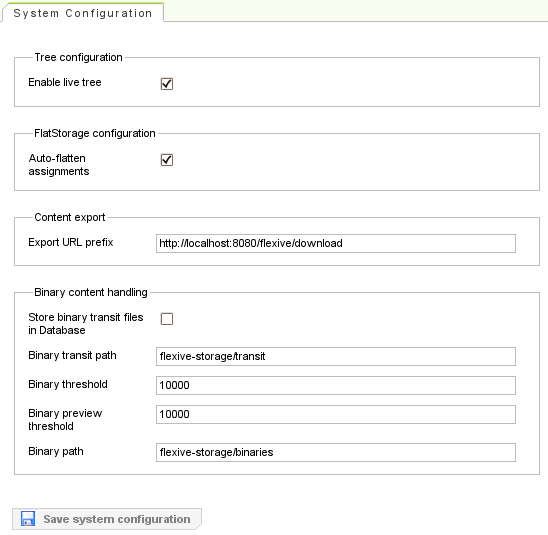 System Configuration
Tree configuration
Enable live tree
FlatStorage configuration
Auto-flatten
assignments
Content export
Export URL prefix
http://localhost:8080/flexive/download
Binary content handling
Store binary transit files
in Database
Binary transit path
flexive-storage/transit
Binary threshold
10000
Binary preview
threshold
10000
Binary path
flexive-storage/binaries
Save system configuration